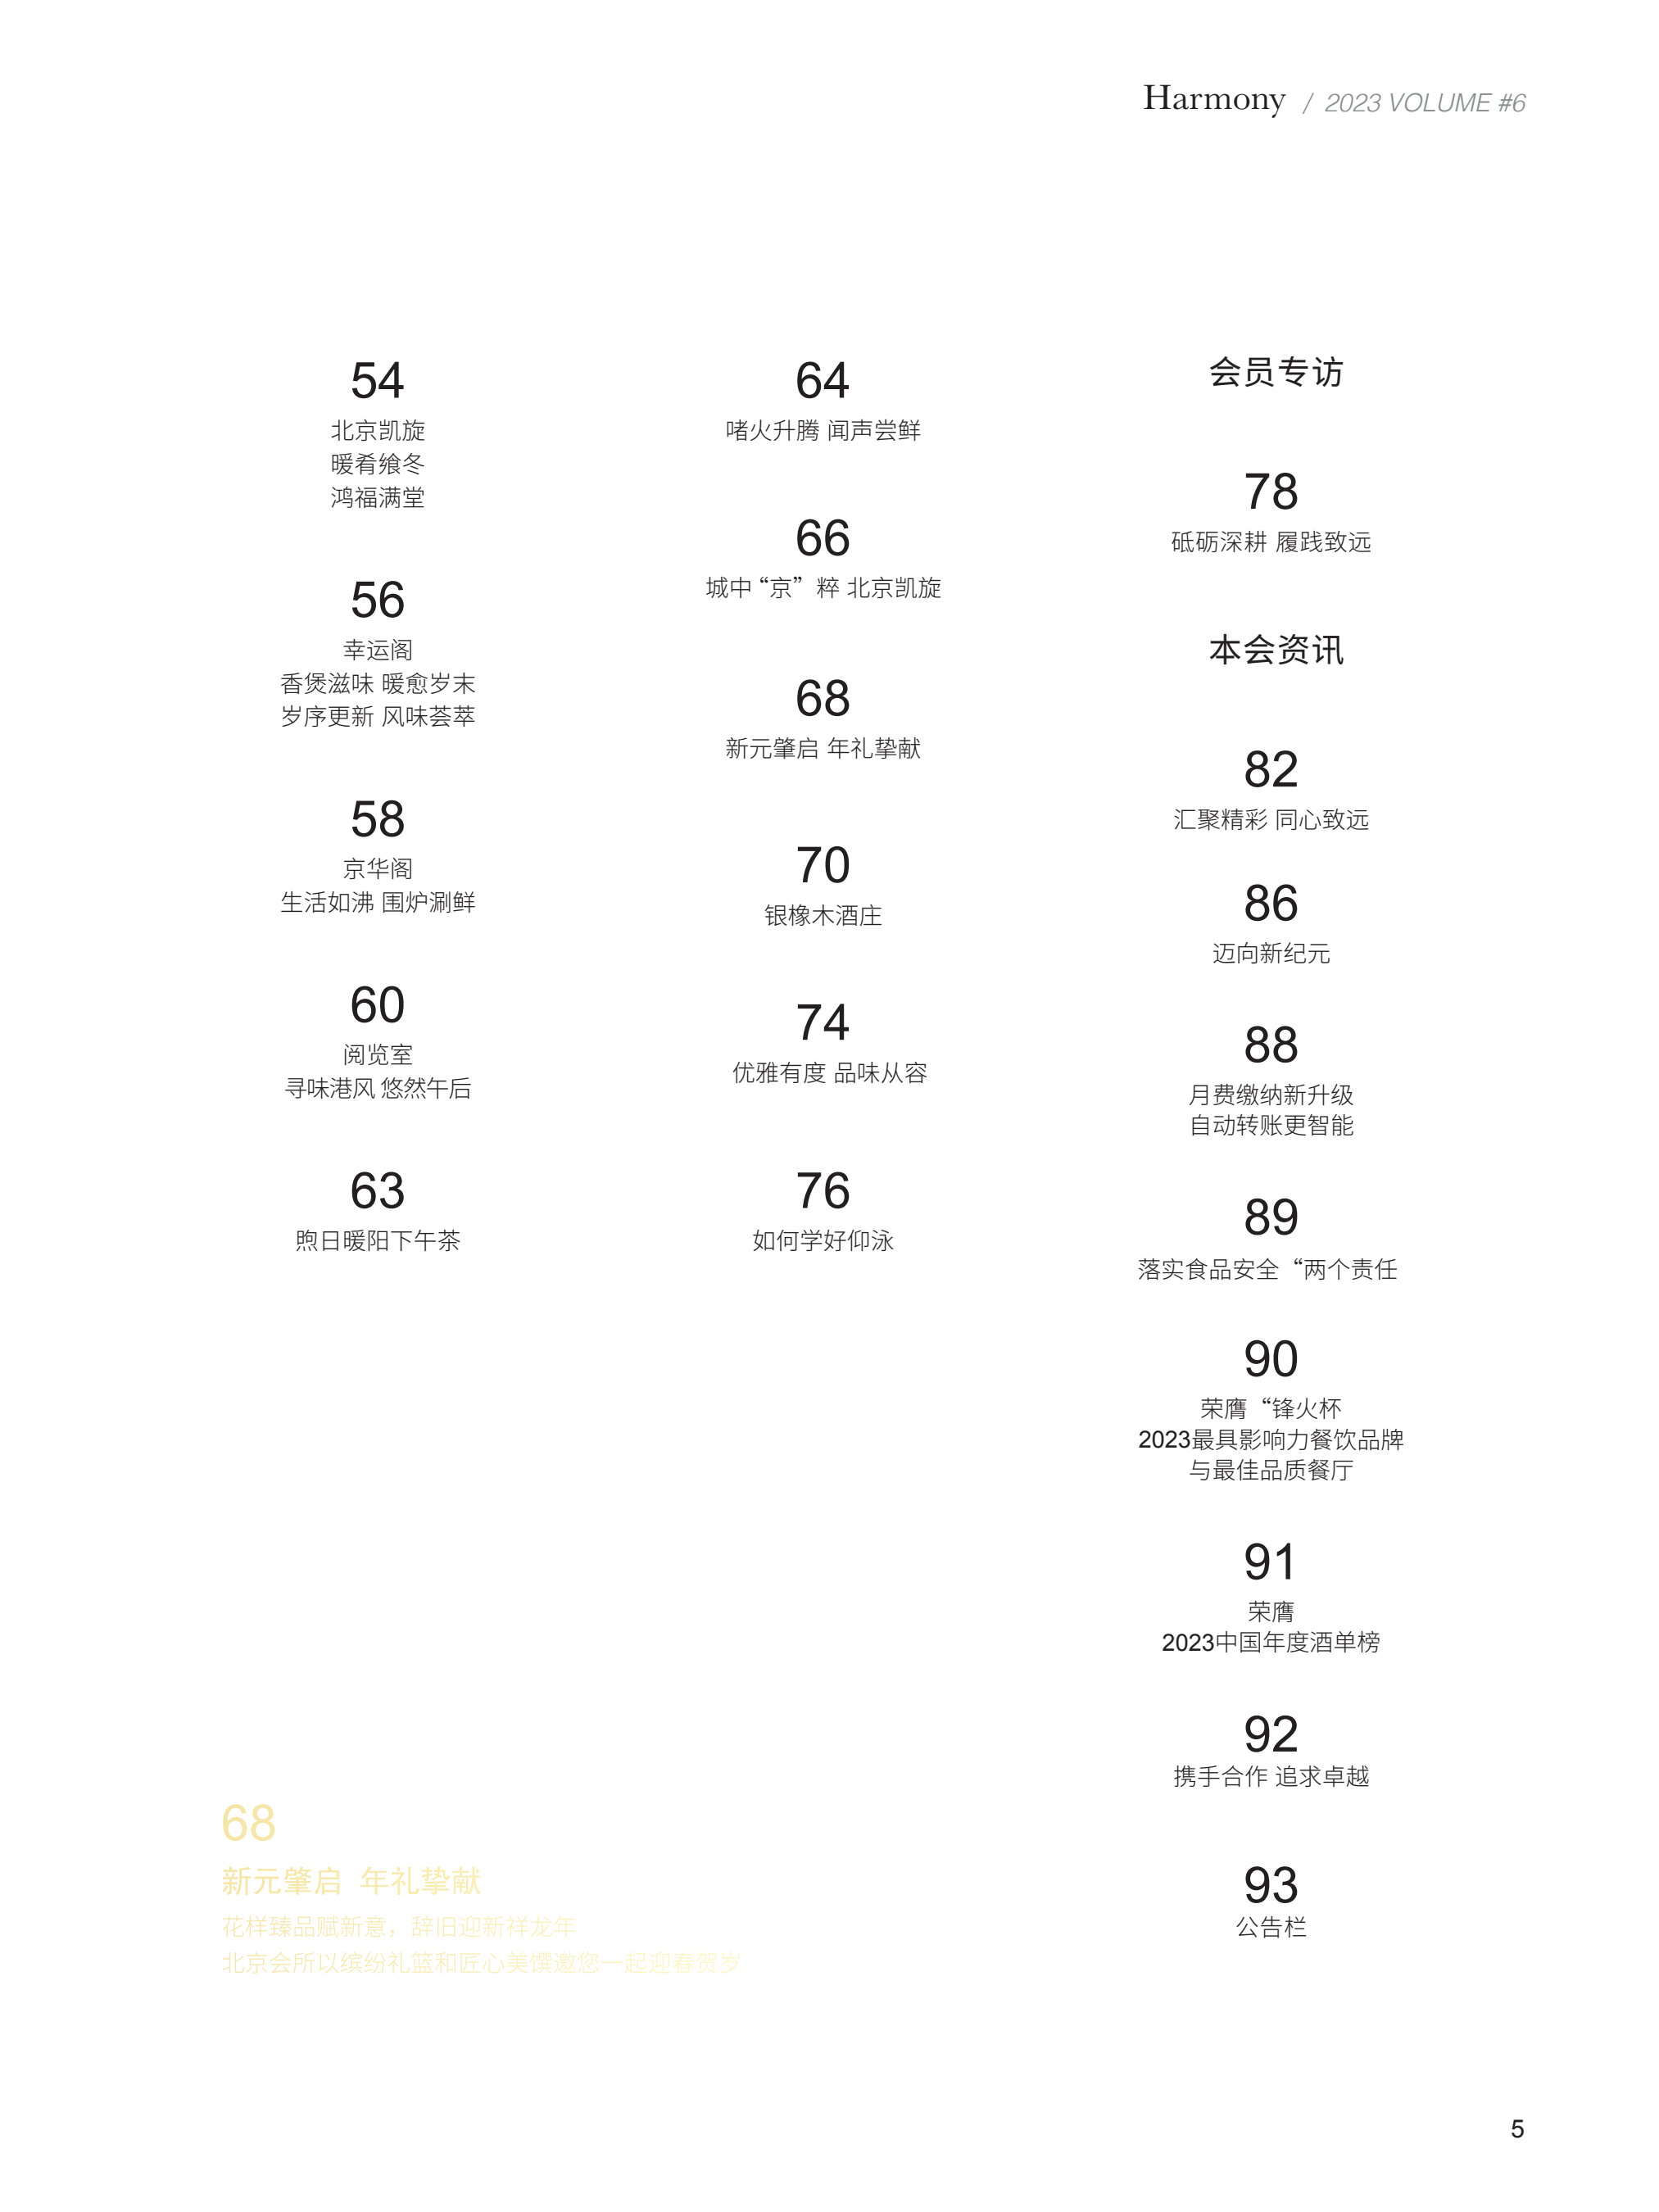 Harmony / 2023 VOLUME #6
54
北京凯旋
暖肴飨冬
鸿福满堂
56
幸运阁
香煲滋味 暖愈岁末
岁序更新 风味荟萃
58
京华阁
生活如沸 围炉涮鲜
60
阅览室
寻味港风 悠然午后
63
煦日暖阳下午茶
64
啫火升腾 闻声尝鲜
66
城中 “京” 粹 北京凯旋
68
新元肇启 年礼挚献
70
银橡木酒庄
74
优雅有度 品味从容
76
如何学好仰泳
会员专访
78
砥砺深耕 履践致远
本会资讯
82
汇聚精彩 同心致远
86
迈向新纪元
88
月费缴纳新升级
自动转账更智能
89
落实食品安全 “两个责任
90
荣膺 “锋火杯
2023最具影响力餐饮品牌
与最佳品质餐厅
91
荣膺
2023中国年度酒单榜
92
携手合作 追求卓越
93
公告栏
68
新元肇启 年礼挚献
花样臻品赋新意，辞旧迎新祥龙年
北京会所以缤纷礼篮和匠心美馔邀您一起迎春贺岁
5